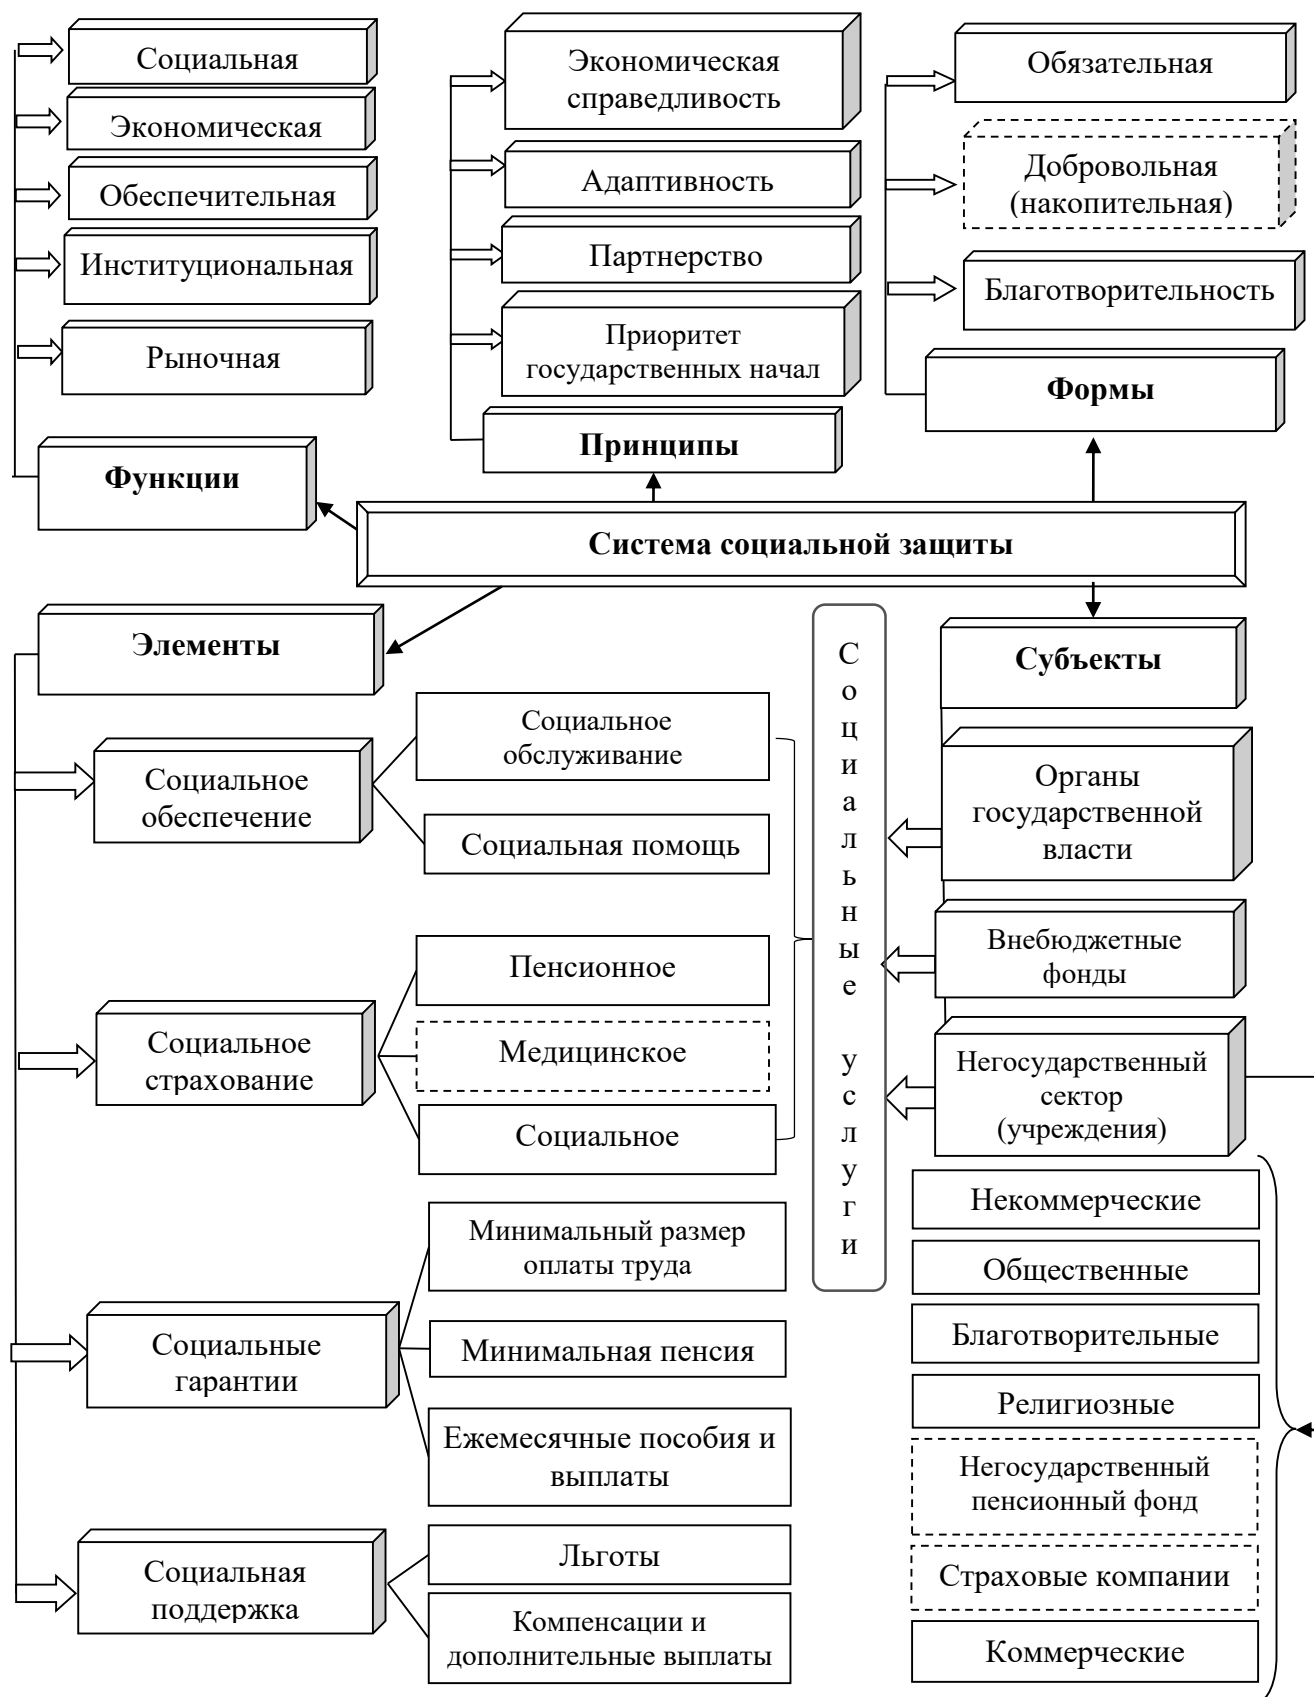 Социальная
Экономическая
Обеспечительная
Институциональная
Рыночная
Функции
Экономическая
справедливость
Адаптивность
Партнерство
Приоритет
государственных начал
Принципы
Обязательная
Добровольная
(накопительная)
Благотворительность
Формы
Система социальной защиты
Элементы
Социальное
обеспечение
Социальное
обслуживание
Социальная помощь
Социальное
страхование
Пенсионное
Медицинское
Социальное
Социальные
гарантии
Минимальный размер
оплаты труда
Минимальная пенсия
Ежемесячные пособия и
выплаты
Социальная
поддержка
Льготы
Компенсации и
дополнительные выплаты
Социальные услуги
Субъекты
Органы
государственной
власти
Внебюджетные
фонды
Негосударственный
сектор
(учреждения)
Некоммерческие
Общественные
Благотворительные
Религиозные
Негосударственный
пенсионный фонд
Страховые компании
Коммерческие